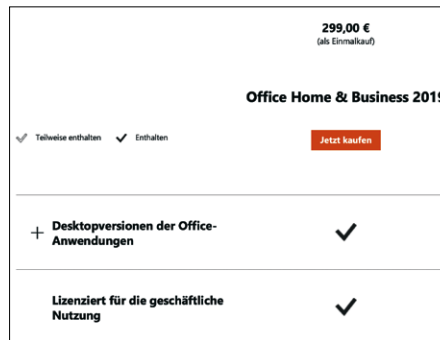 299,00 €
(als Einmalkauf)
Office Home & Business 2019
Teilweise enthalten Enthalten
Jetzt kaufen
Desktopversionen der Office-
Anwendungen
Lizenziert für die geschäftliche
Nutzung